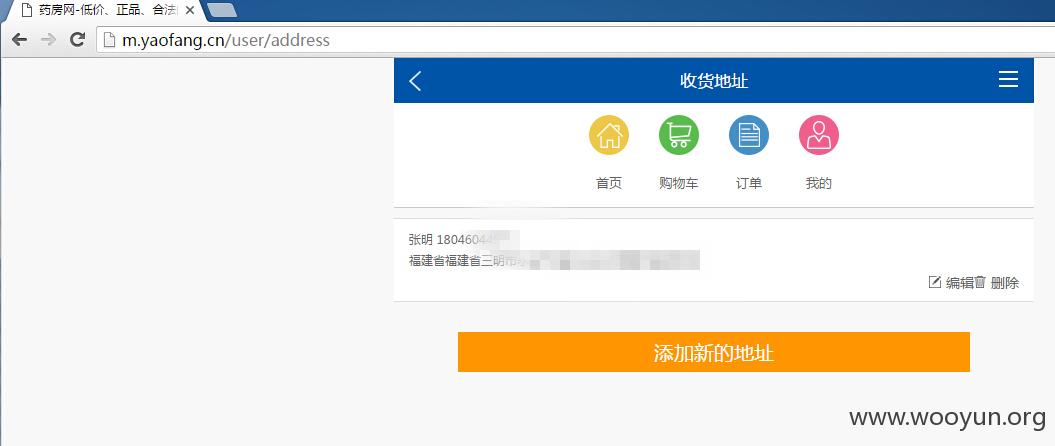 药房网-低价、正品、合法
m.yaofang.cn/user/address
收货地址
首页 购物车 订单 我的
张明 18046044
福建省福建省三明市
编辑 删除
添加新的地址
www.wooyun.org